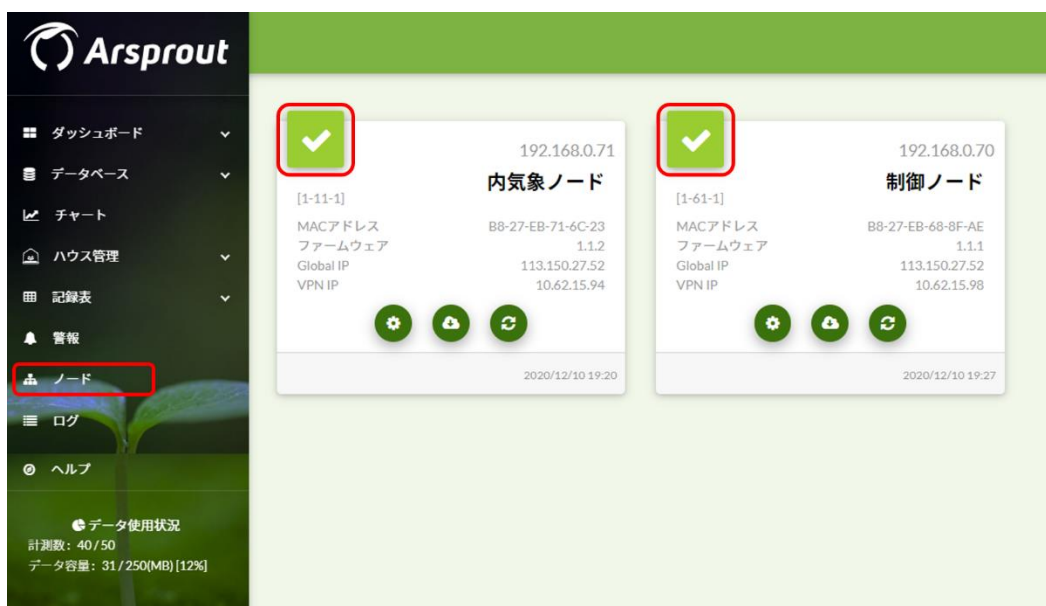 Arsprout
ダッシュボード
データベース
チャート
ハウス管理
記録表
警報
ノード
ログ
ヘルプ
データ使用状況
計測数: 40/50
データ容量: 31/250(MB)[12%]
192.168.0.71
内気象ノード
[1-11-1]
MACアドレス B8-27-EB-71-6C-23
ファームウェア 1.1.2
Global IP 113.150.27.52
VPN IP 10.62.15.94
2020/12/10 19:20
192.168.0.70
制御ノード
[1-61-1]
MACアドレス B8-27-EB-68-8F-AE
ファームウェア 1.1.1
Global IP 113.150.27.52
VPN IP 10.62.15.98
2020/12/10 19:27